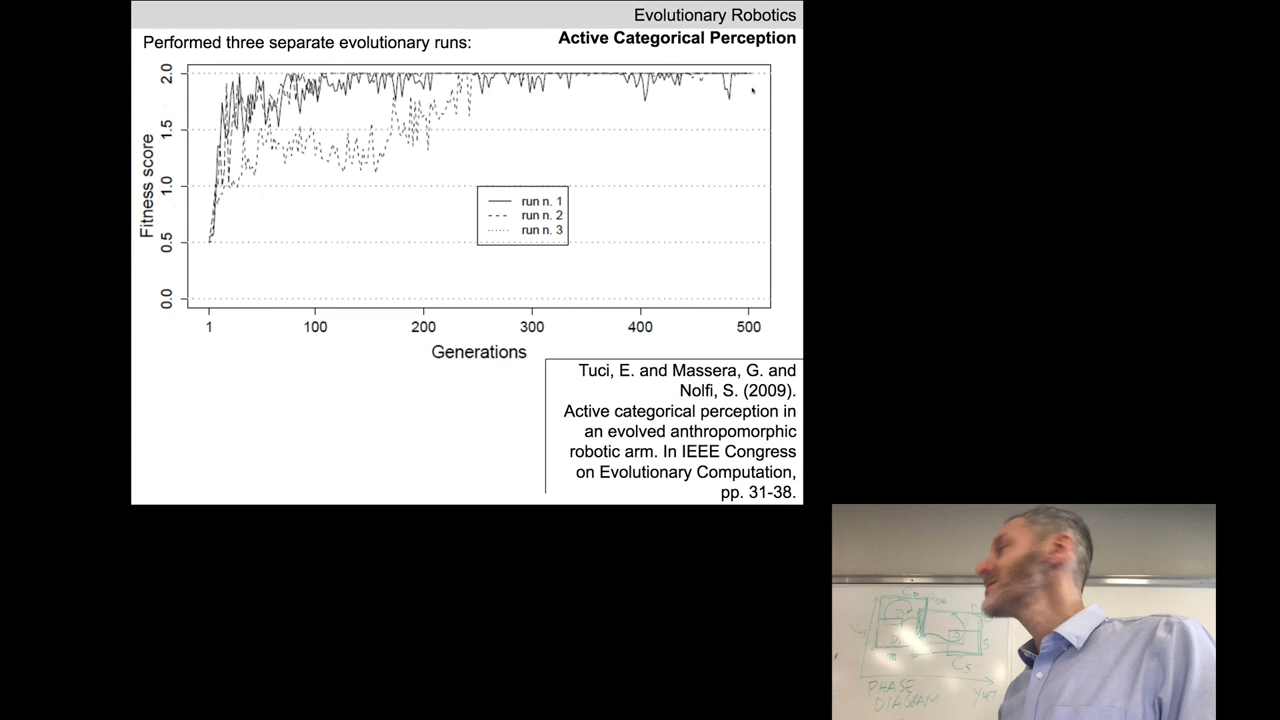 Evolutionary Robotics
Performed three separate evolutionary runs:
Active Categorical Perception
2.0
1.5
1.0
0.5
0.0
Fitness score
run n. 1
run n. 2
run n. 3
1
100
200
300
400
500
Generations
Tuci, E. and Massera, G. and
Nolfi, S. (2009).
Active categorical perception in
an evolved anthropomorphic
robotic arm. In IEEE Congress
on Evolutionary Computation,
pp. 31-38.
Cs
PHASE
DIAGRAM